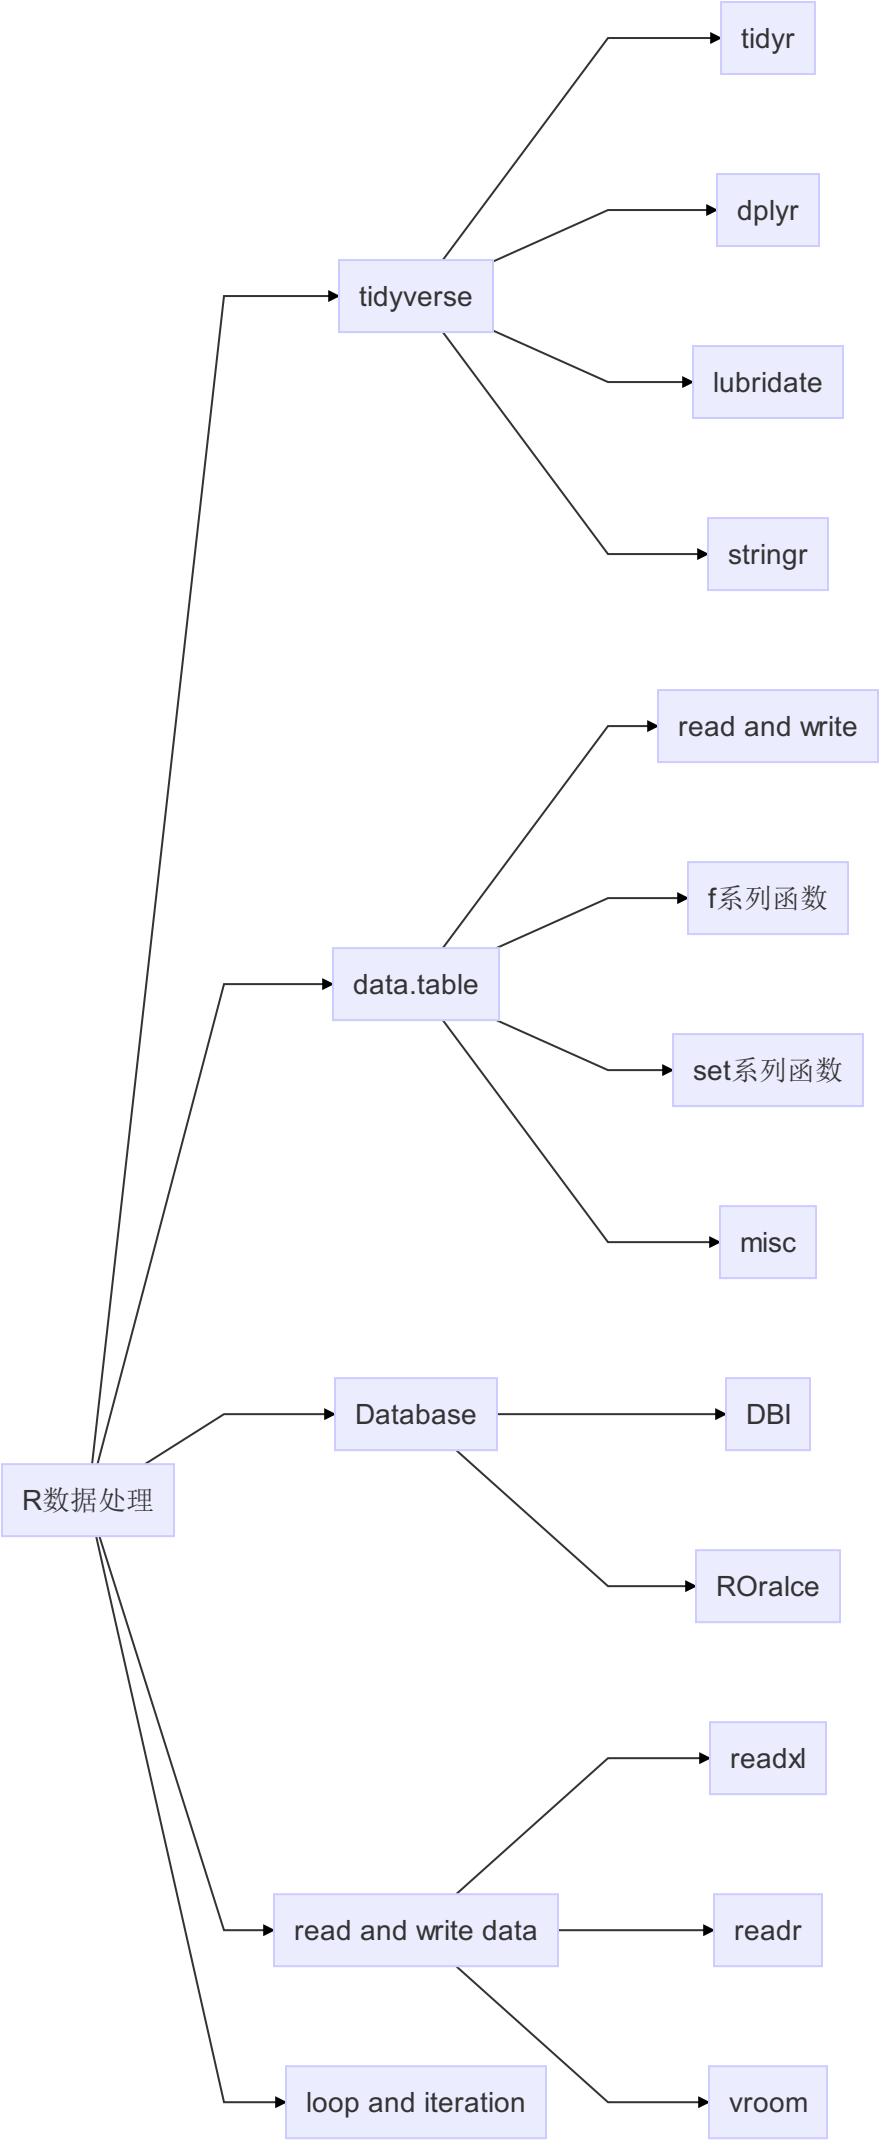 tidyr
dplyr
tidyverse
lubridate
stringr
read and write
f系列函数
data.table
set系列函数
misc
Database
DBI
R数据处理
ROralce
readxl
read and write data
readr
loop and iteration
vroom